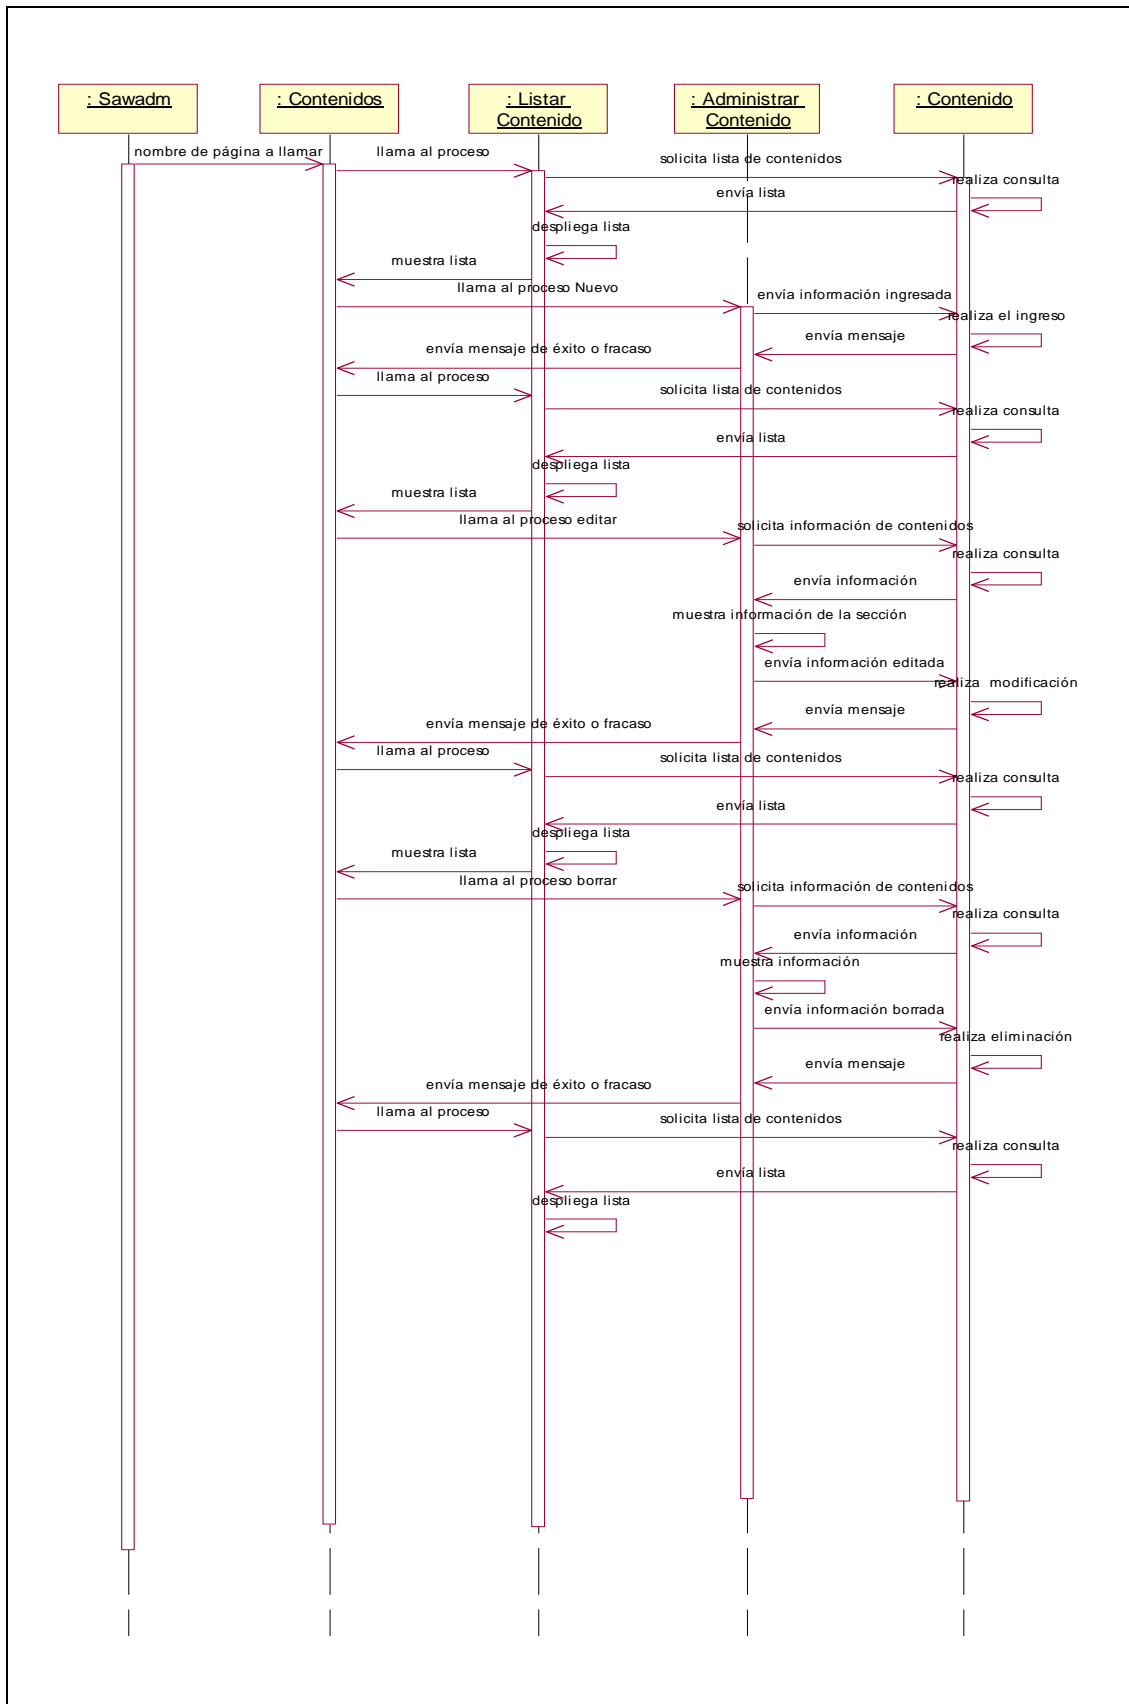 : Sawadm
: Contenidos
: Listar
Contenido
: Administrar
Contenido
: Contenido
nombre de página a llamar
llama al proceso
solicita lista de contenidos
realiza consulta
envía lista
despliega lista
muestra lista
llama al proceso Nuevo
envía información ingresada
realiza el ingreso
envía mensaje
envía mensaje de éxito o fracaso
llama al proceso
solicita lista de contenidos
realiza consulta
envía lista
despliega lista
muestra lista
llama al proceso editar
solicita información de contenidos
realiza consulta
envía información
muestra información de la sección
envía información editada
realiza modificación
envía mensaje
envía mensaje de éxito o fracaso
llama al proceso
solicita lista de contenidos
realiza consulta
envía lista
despliega lista
muestra lista
llama al proceso borrar
solicita información de contenidos
realiza consulta
envía información
muestra información
envía información borrada
realiza eliminación
envía mensaje
envía mensaje de éxito o fracaso
llama al proceso
solicita lista de contenidos
realiza consulta
envía lista
despliega lista